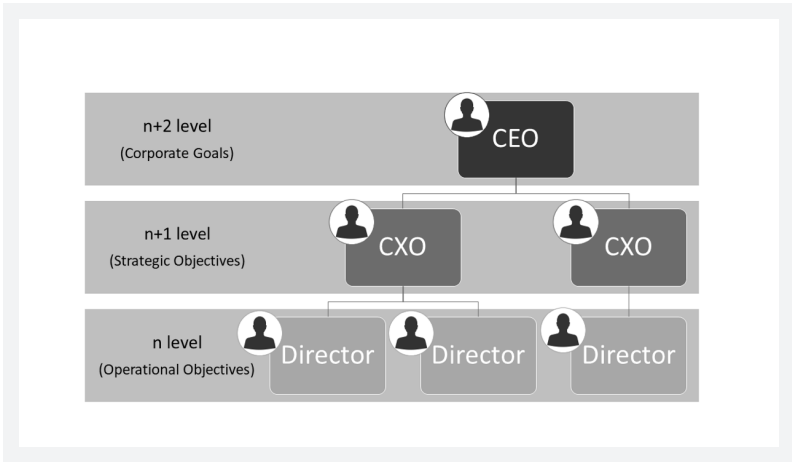 n+2 level
(Corporate Goals)
CEO
n+1 level
(Strategic Objectives)
CXO
CXO
n level
(Operational Objectives)
Director
Director
Director